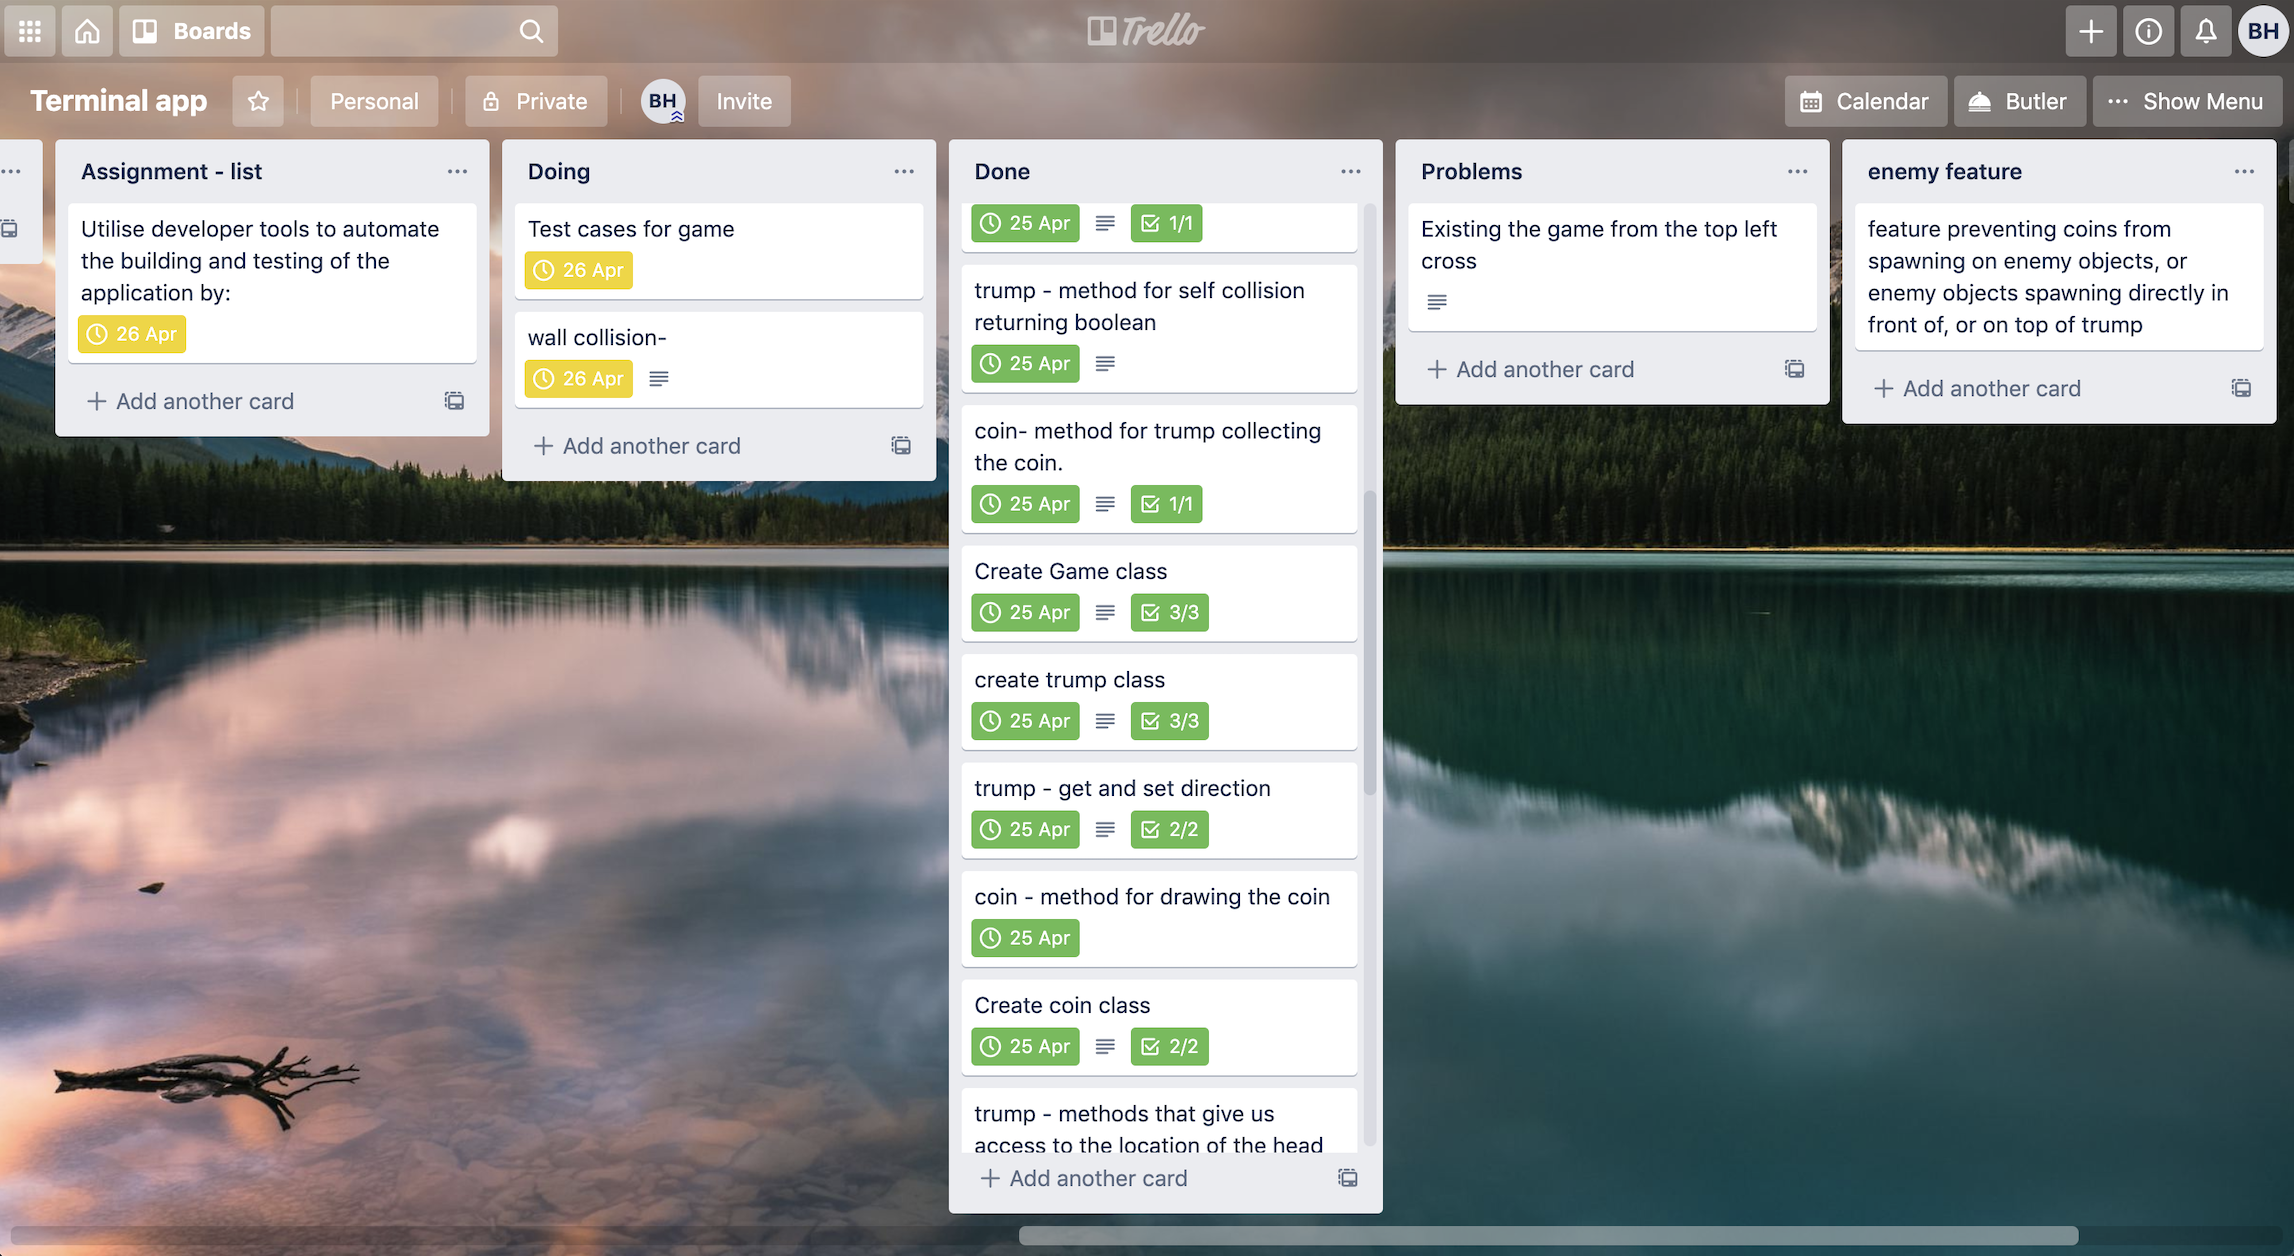 Boards
Trello
BH
Terminal app
Personal
Private
BH
Invite
Calendar
Butler
Show Menu
Assignment - list
Utilise developer tools to automate
the building and testing of the
application by:
26 Apr
Add another card
Doing
Test cases for game
26 Apr
wall collision-
26 Apr
Add another card
Done
25 Apr 1/1
trump - method for self collision
returning boolean
25 Apr
coin- method for trump collecting
the coin.
25 Apr 1/1
Create Game class
25 Apr 3/3
create trump class
25 Apr 3/3
trump - get and set direction
25 Apr 2/2
coin - method for drawing the coin
25 Apr
Create coin class
25 Apr 2/2
trump - methods that give us
access to the location of the head
Add another card
Problems
Existing the game from the top left
cross
Add another card
enemy feature
feature preventing coins from
spawning on enemy objects, or
enemy objects spawning directly in
front of, or on top of trump
Add another card